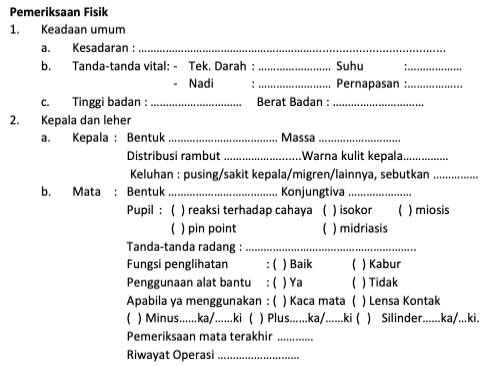 Pemeriksaan Fisik
1. Keadaan umum
a. Kesadaran : ................................................................................
b. Tanda-tanda vital: - Tek. Darah : ....................... Suhu :.................
- Nadi : ....................... Pernapasan :.................
c. Tinggi badan : ............................. Berat Badan : .............................
2. Kepala dan leher
a. Kepala : Bentuk .................................. Massa ..........................
Distribusi rambut ........................Warna kulit kepala..............
Keluhan : pusing/sakit kepala/migren/lainnya, sebutkan ..............
b. Mata : Bentuk .................................. Konjungtiva ....................
Pupil : ( ) reaksi terhadap cahaya ( ) isokor ( ) miosis
( ) pin point ( ) midriasis
Tanda-tanda radang : ......................................................
Fungsi penglihatan : ( ) Baik ( ) Kabur
Penggunaan alat bantu : ( ) Ya ( ) Tidak
Apabila ya menggunakan : ( ) Kaca mata ( ) Lensa Kontak
( ) Minus......ka/......ki ( ) Plus......ka/......ki ( ) Silinder......ka/...ki.
Pemeriksaan mata terakhir ...........
Riwayat Operasi ..........................